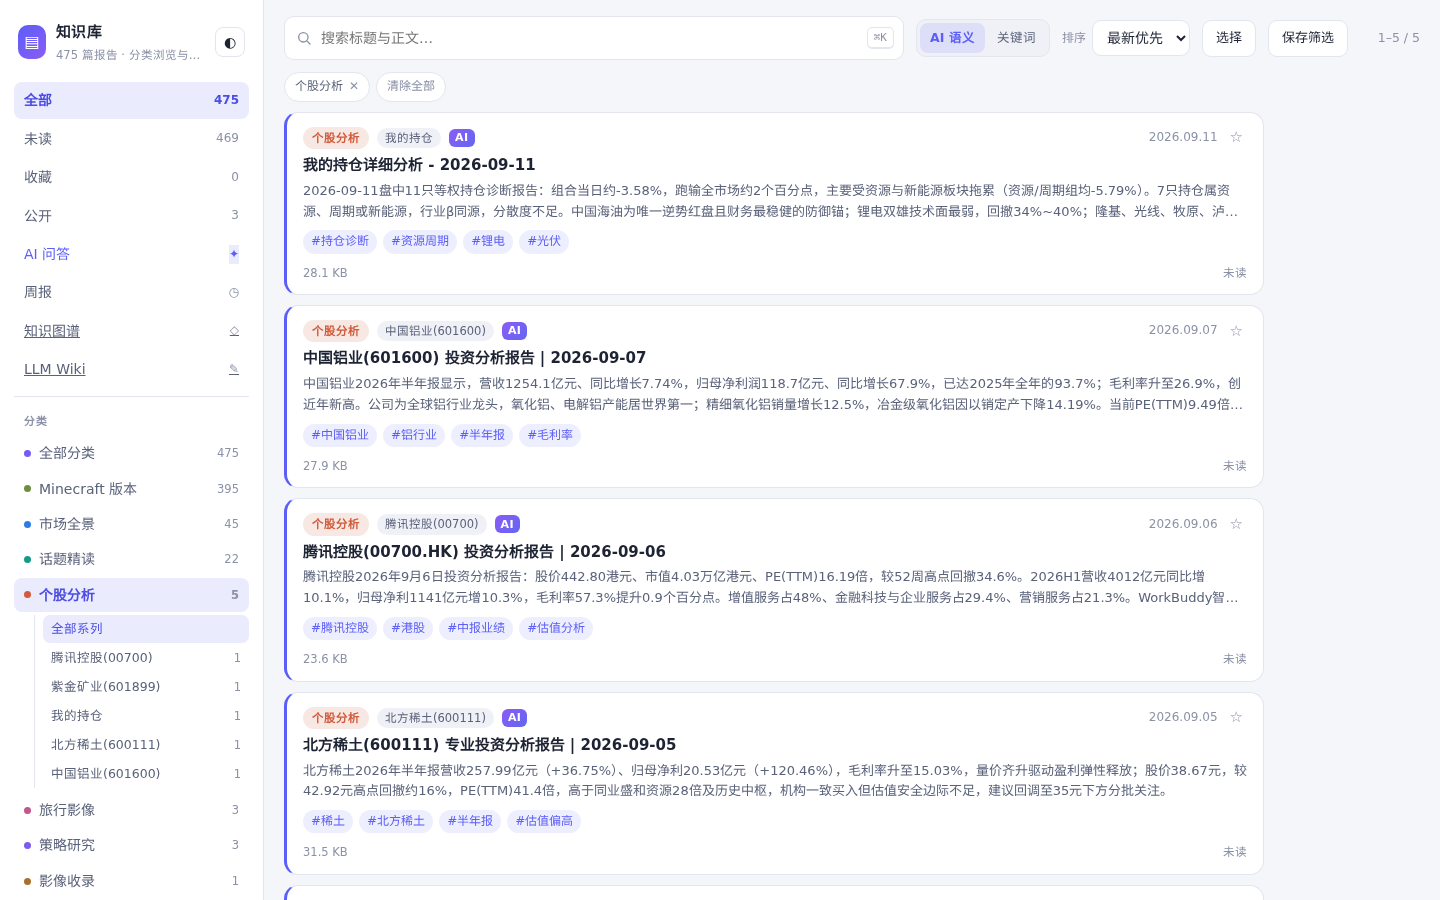 知识库
475 篇报告 · 分类浏览与…
全部 475
未读 469
收藏 0
公开 3
AI 问答
周报
知识图谱
LLM Wiki
分类
全部分类 475
Minecraft 版本 395
市场全景 45
话题精读 22
个股分析 5
全部系列
腾讯控股(00700) 1
紫金矿业(601899) 1
我的持仓 1
北方稀土(600111) 1
中国铝业(601600) 1
旅行影像 3
策略研究 3
影像收录 1
搜索标题与正文… ⌘K AI 语义 关键词 排序 最新优先 选择 保存筛选 1–5 / 5
个股分析 ✕ 清除全部
个股分析 我的持仓 AI 2026.09.11 ☆
我的持仓详细分析 - 2026-09-11
2026-09-11盘中11只等权持仓诊断报告：组合当日约-3.58%，跑输全市场约2个百分点，主要受资源与新能源板块拖累（资源/周期组均-5.79%）。7只持仓属资
源、周期或新能源，行业β同源，分散度不足。中国海油为唯一逆势红盘且财务最稳健的防御锚；锂电双雄技术面最弱，回撤34%~40%；隆基、光线、牧原、泸…
#持仓诊断 #资源周期 #锂电 #光伏
28.1 KB 未读
个股分析 中国铝业(601600) AI 2026.09.07 ☆
中国铝业(601600) 投资分析报告 | 2026-09-07
中国铝业2026年半年报显示，营收1254.1亿元、同比增长7.74%，归母净利润118.7亿元、同比增长67.9%，已达2025年全年的93.7%；毛利率升至26.9%，创
近年新高。公司为全球铝行业龙头，氧化铝、电解铝产能居世界第一；精细氧化铝销量增长12.5%，冶金级氧化铝因以销定产下降14.19%。当前PE(TTM)9.49倍…
#中国铝业 #铝行业 #半年报 #毛利率
27.9 KB 未读
个股分析 腾讯控股(00700) AI 2026.09.06 ☆
腾讯控股(00700.HK) 投资分析报告 | 2026-09-06
腾讯控股2026年9月6日投资分析报告：股价442.80港元、市值4.03万亿港元、PE(TTM)16.19倍，较52周高点回撤34.6%。2026H1营收4012亿元同比增
10.1%，归母净利1141亿元增10.3%，毛利率57.3%提升0.9个百分点。增值服务占48%、金融科技与企业服务占29.4%、营销服务占21.3%。WorkBuddy智…
#腾讯控股 #港股 #中报业绩 #估值分析
23.6 KB 未读
个股分析 北方稀土(600111) AI 2026.09.05 ☆
北方稀土(600111) 专业投资分析报告 | 2026-09-05
北方稀土2026年半年报营收257.99亿元（+36.75%）、归母净利20.53亿元（+120.46%），毛利率升至15.03%，量价齐升驱动盈利弹性释放；股价38.67元，较
42.92元高点回撤约16%，PE(TTM)41.4倍，高于同业盛和资源28倍及历史中枢，机构一致买入但估值安全边际不足，建议回调至35元下方分批关注。
#稀土 #北方稀土 #半年报 #估值偏高
31.5 KB 未读